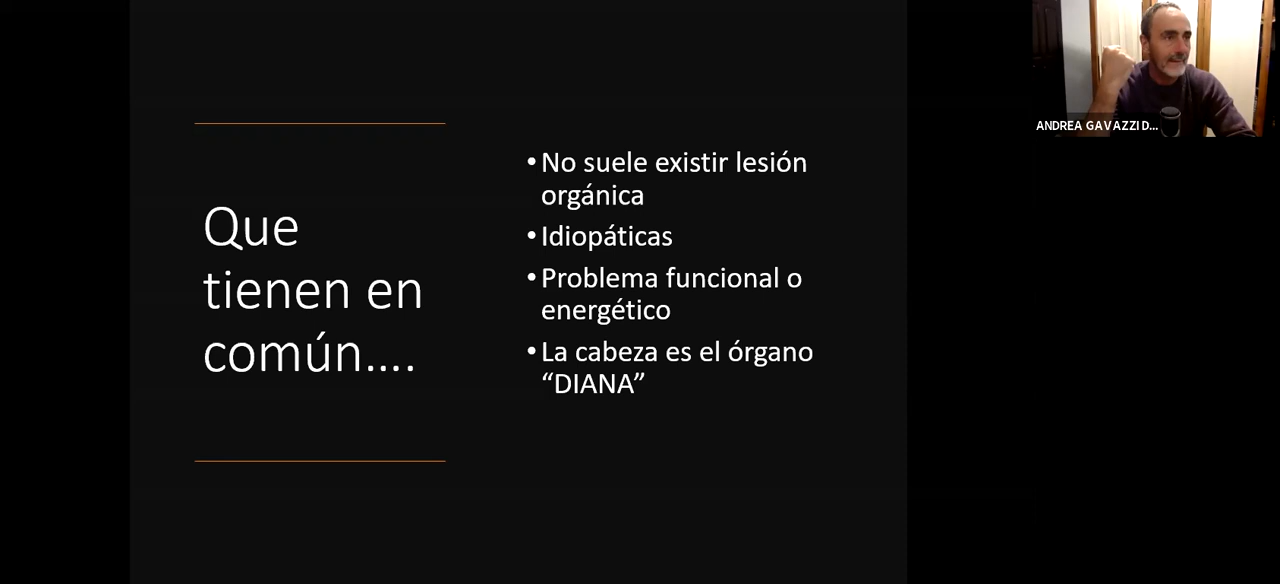 Que
tienen en
común....
• No suele existir lesión
orgánica
• Idiopáticas
• Problema funcional o
energético
• La cabeza es el órgano
“DIANA”
ANDREA GAVAZZI D...